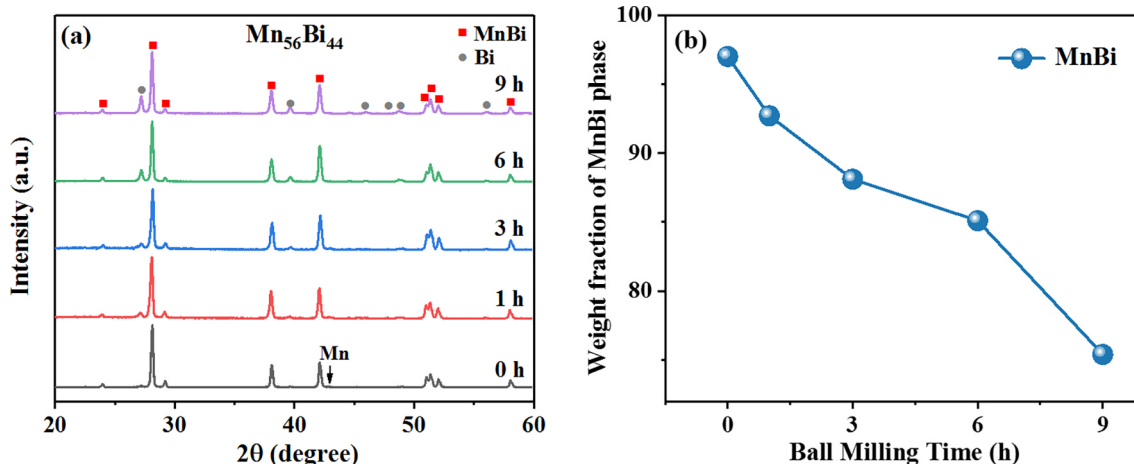 (a)
Mn₅₆Bi₄₄
MnBi
Bi
9 h
6 h
3 h
1 h
Mn
0 h
Intensity (a.u.)
20 30 40 50 60
2θ (degree)
(b)
MnBi
100
90
80
Weight fraction of MnBi phase
0 1 3 6 9
Ball Milling Time (h)